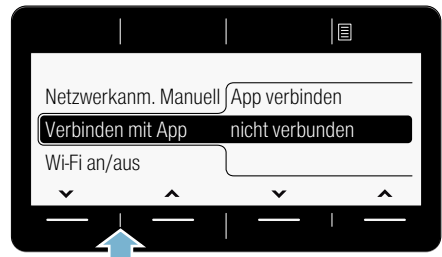 Netzwerkanm. Manuell App verbinden
Verbinden mit App nicht verbunden
Wi-Fi an/aus